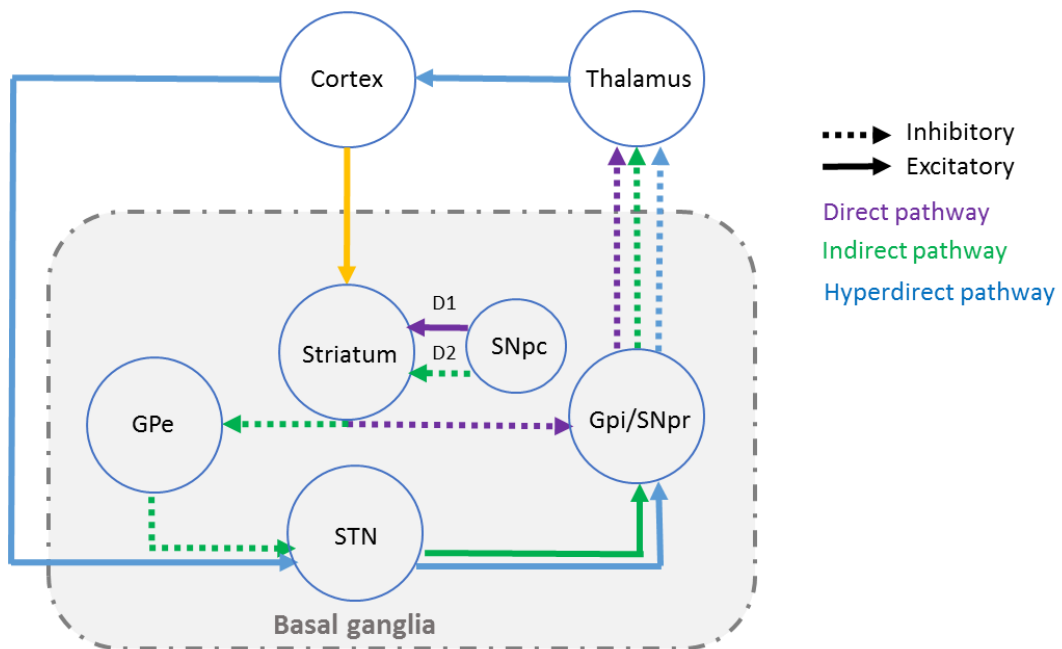 Cortex
Thalamus
Inhibitory
Excitatory
Direct pathway
Indirect pathway
Hyperdirect pathway
D1
SNpc
Striatum
D2
GPe
Gpi/SNpr
STN
Basal ganglia